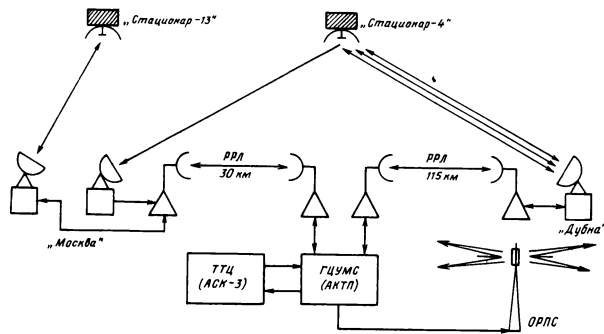 „Стационар-13"
„Стационар-4"
РРЛ
30 км
РРЛ
115 км
„Москва"
„Дубна"
ТТЦ
(АСК-3)
ГЦУМС
(АКТП)
ОРПС